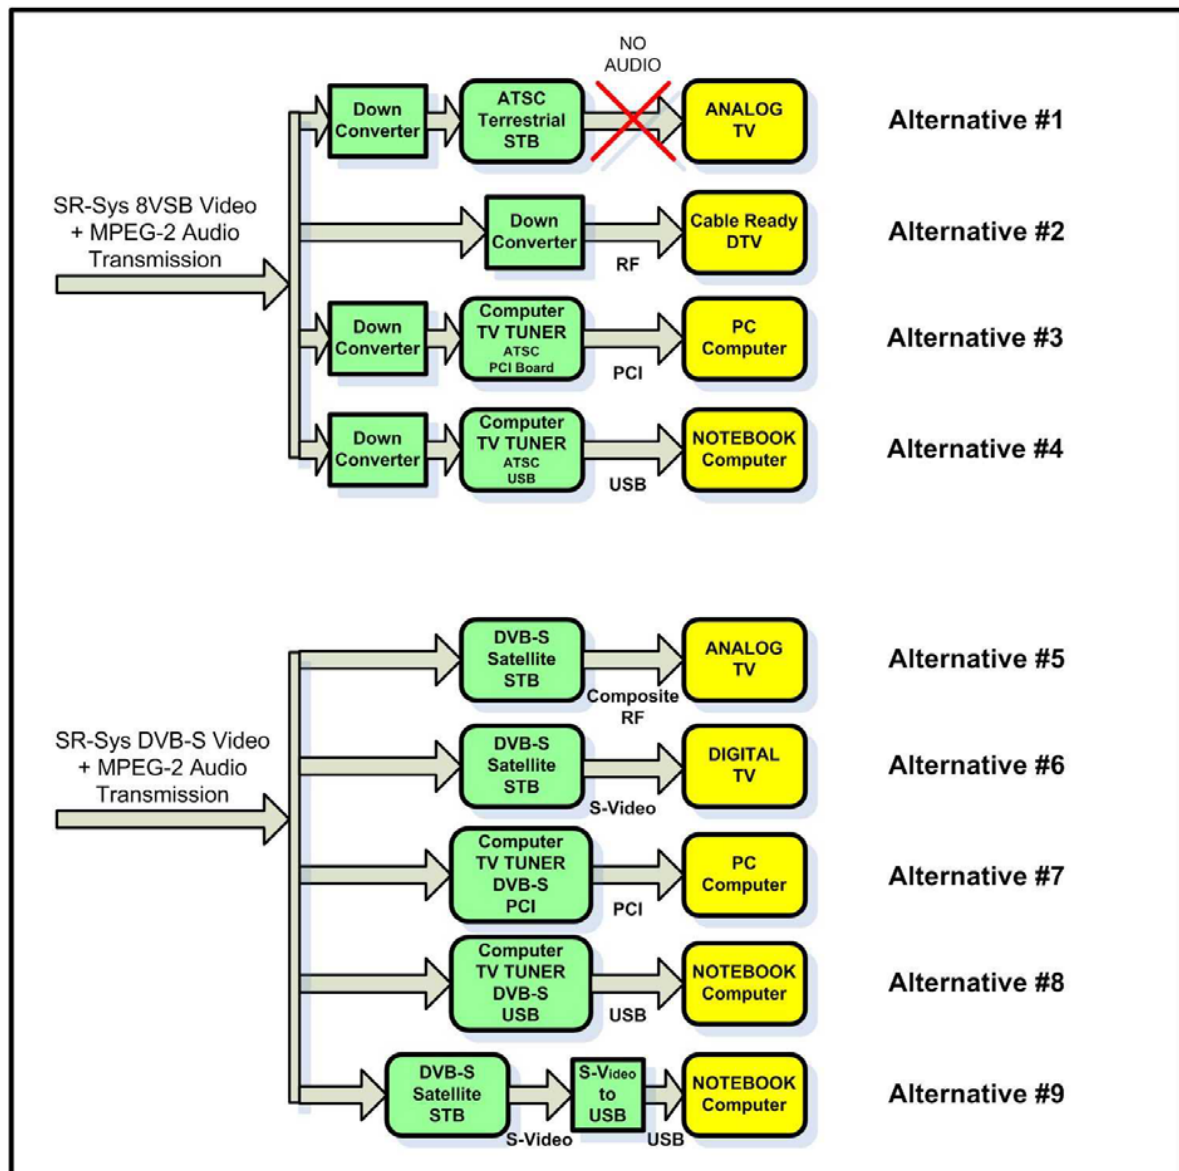 NO
AUDIO
Down
Converter
ATSC
Terrestrial
STB
ANALOG
TV
Alternative #1
SR-Sys 8VSB Video
+ MPEG-2 Audio
Transmission
Down
Converter
RF
Cable Ready
DTV
Alternative #2
Down
Converter
Computer
TV TUNER
ATSC
PCI Board
PCI
PC
Computer
Alternative #3
Down
Converter
Computer
TV TUNER
ATSC
USB
USB
NOTEBOOK
Computer
Alternative #4
DVB-S
Satellite
STB
Composite
RF
ANALOG
TV
Alternative #5
SR-Sys DVB-S Video
+ MPEG-2 Audio
Transmission
DVB-S
Satellite
STB
S-Video
DIGITAL
TV
Alternative #6
Computer
TV TUNER
DVB-S
PCI
PCI
PC
Computer
Alternative #7
Computer
TV TUNER
DVB-S
USB
USB
NOTEBOOK
Computer
Alternative #8
DVB-S
Satellite
STB
S-Video
S-Video
to
USB
USB
NOTEBOOK
Computer
Alternative #9